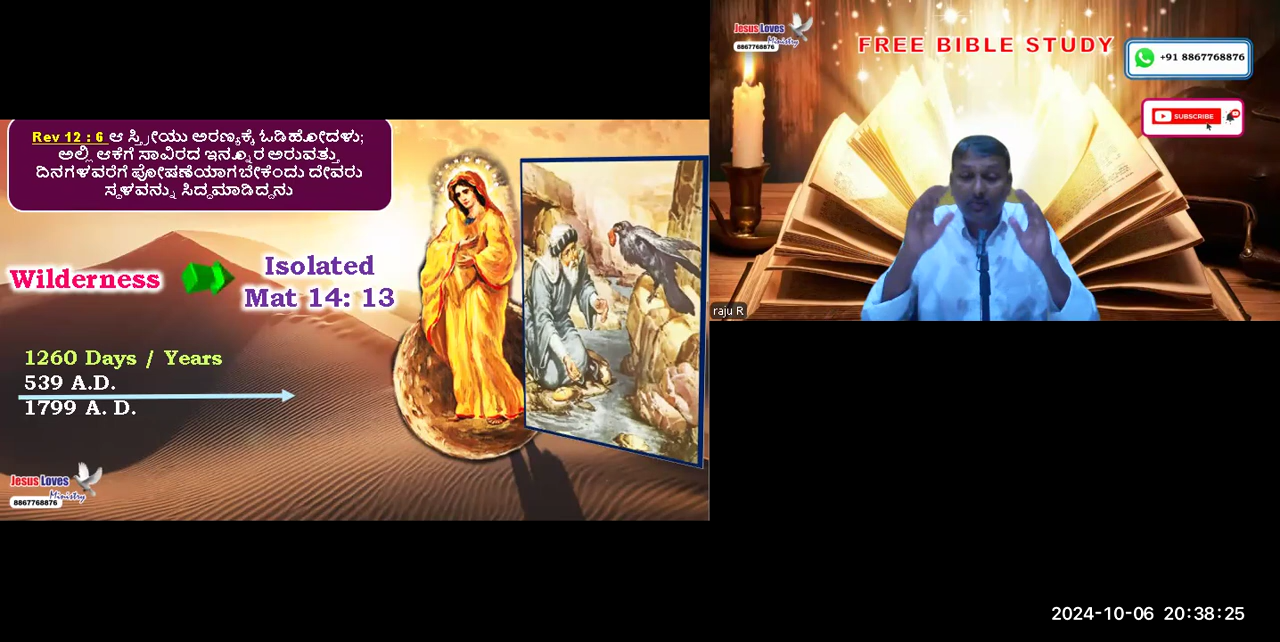 Rev 12 : 6 ಆ ಸ್ತ್ರೀಯು ಅರಣ್ಯಕ್ಕೆ ಓಡಿಹೋದಳು;
ಅಲ್ಲಿ ಆಕೆಗೆ ಸಾವಿರದ ಇನ್ನೂರ ಅರುವತ್ತು
ದಿನಗಳವರೆಗೆ ಪೋಷಣೆಯಾಗಬೇಕೆಂದು ದೇವರು
ಸ್ಥಳವನ್ನು ಸಿದ್ಧಮಾಡಿದ್ದನು
Wilderness
Isolated
Mat 14: 13
1260 Days / Years
539 A.D.
1799 A. D.
Jesus Loves
Ministry
8867768876
Jesus Loves
Ministry
8867768876
FREE BIBLE STUDY
+91 8867768876
SUBSCRIBE
raju R
2024-10-06 20:38:25